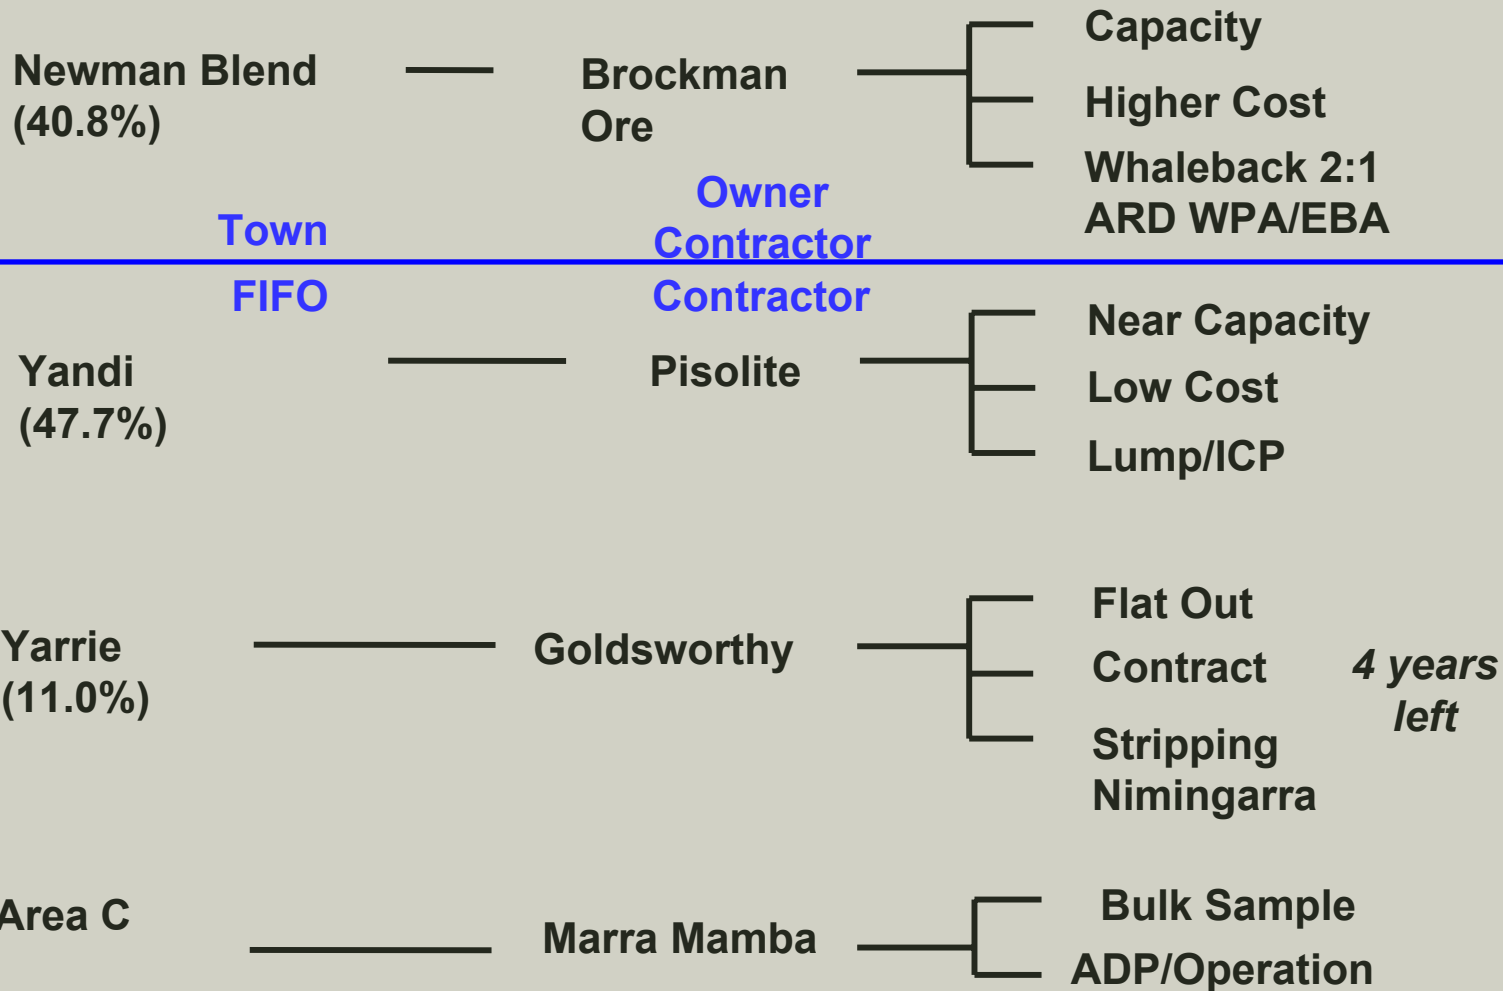 Newman Blend
(40.8%)
Brockman
Ore
Capacity
Higher Cost
Whaleback 2:1
ARD WPA/EBA
Town
Owner
Contractor
FIFO
Contractor
Yandi
(47.7%)
Pisolite
Near Capacity
Low Cost
Lump/ICP
Yarrie
(11.0%)
Goldsworthy
Flat Out
Contract
Stripping
Nimingarra
4 years
left
Area C
Marra Mamba
Bulk Sample
ADP/Operation